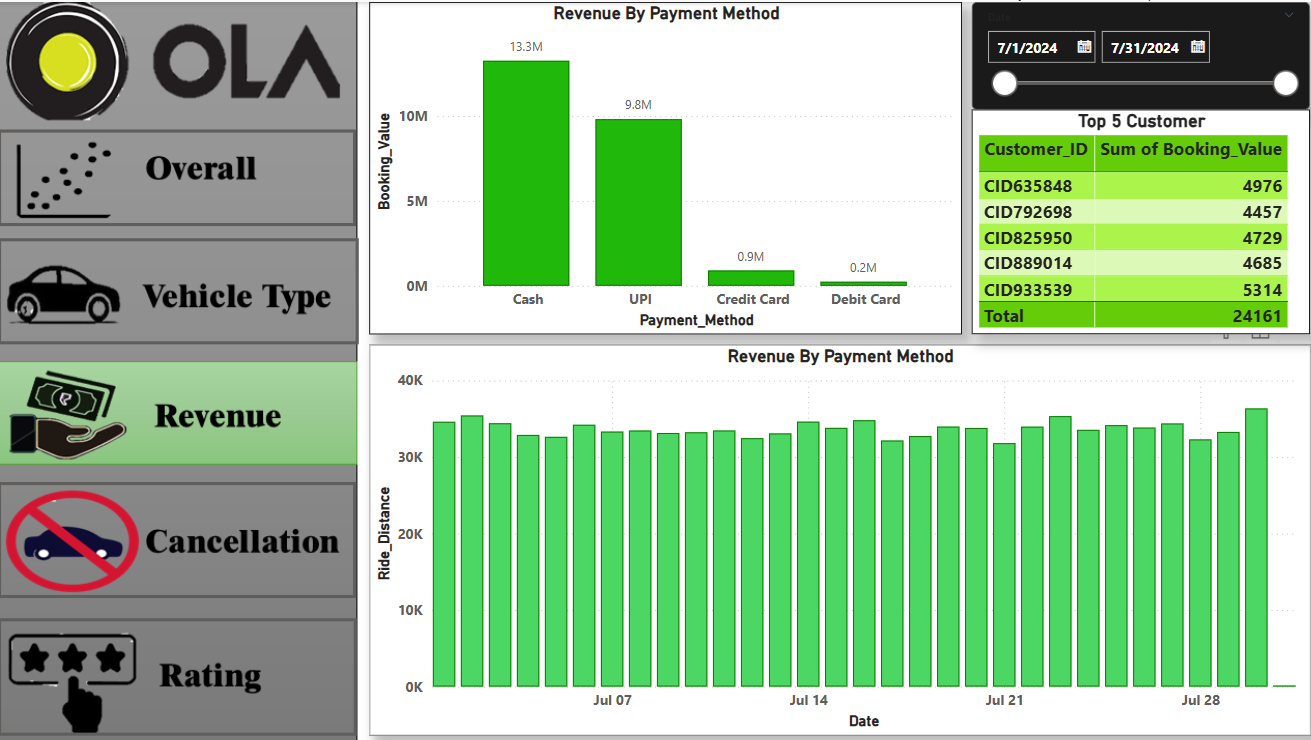 OLA
Overall
Vehicle Type
Revenue
Cancellation
Rating
Revenue By Payment Method
Booking_Value
10M
5M
0M
13.3M
9.8M
0.9M
0.2M
Cash UPI Credit Card Debit Card
Payment_Method
7/1/2024 7/31/2024
Top 5 Customer
Customer_ID Sum of Booking_Value
CID635848 4976
CID792698 4457
CID825950 4729
CID889014 4685
CID933539 5314
Total 24161
Revenue By Payment Method
Ride_Distance
40K
30K
20K
10K
0K
Jul 07 Jul 14 Jul 21 Jul 28
Date